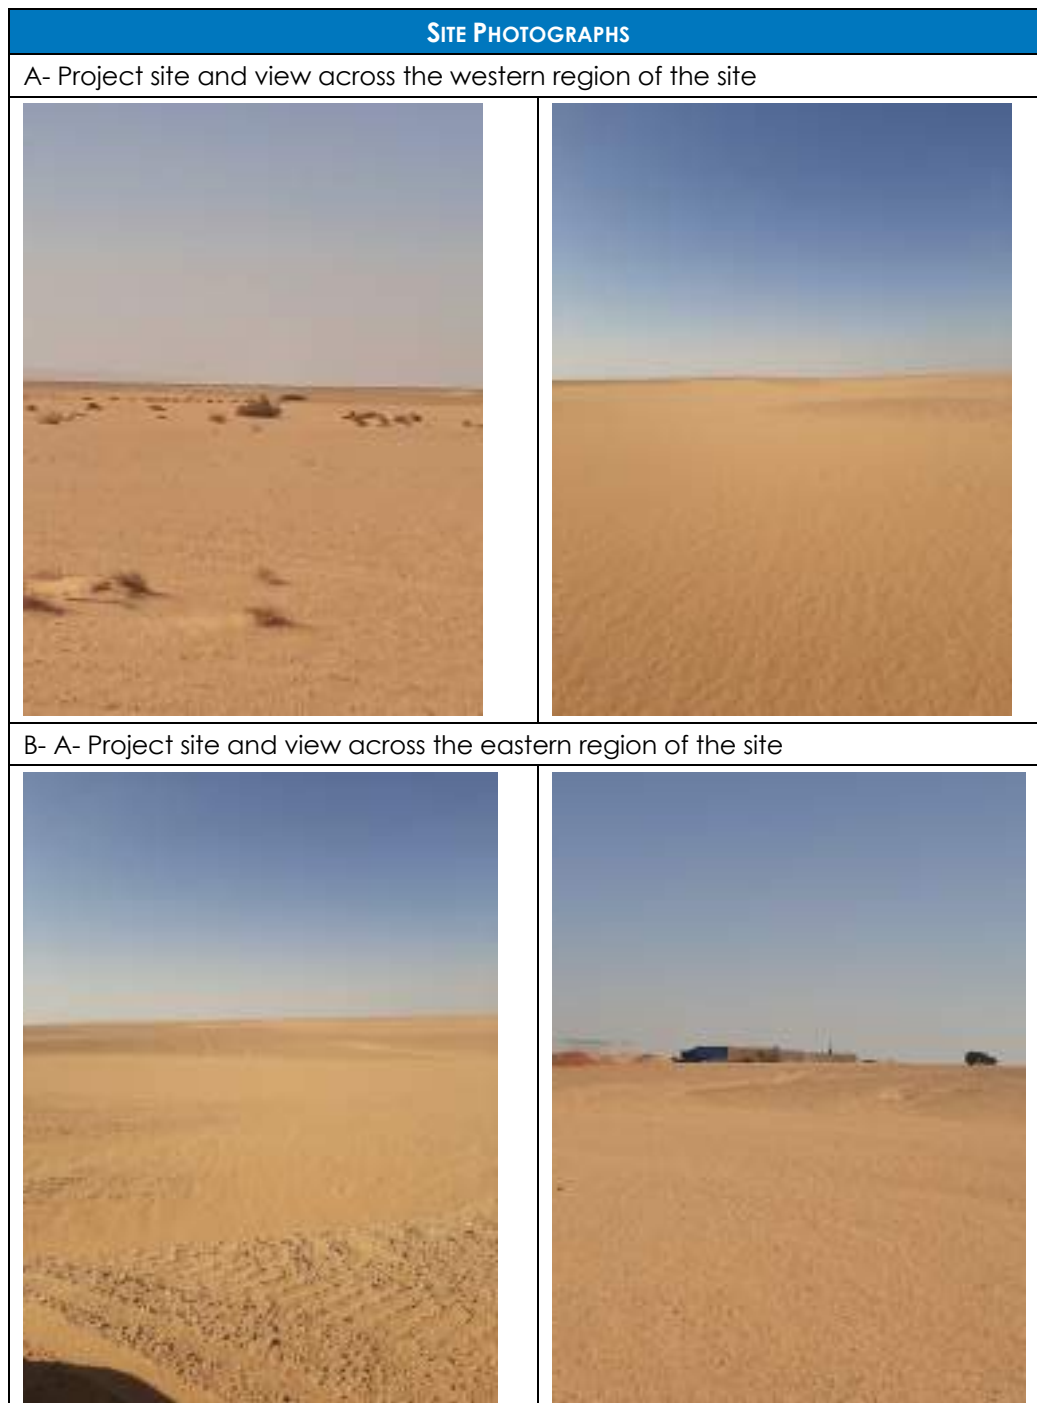 SITE PHOTOGRAPHS
A- Project site and view across the western region of the site
B- A- Project site and view across the eastern region of the site